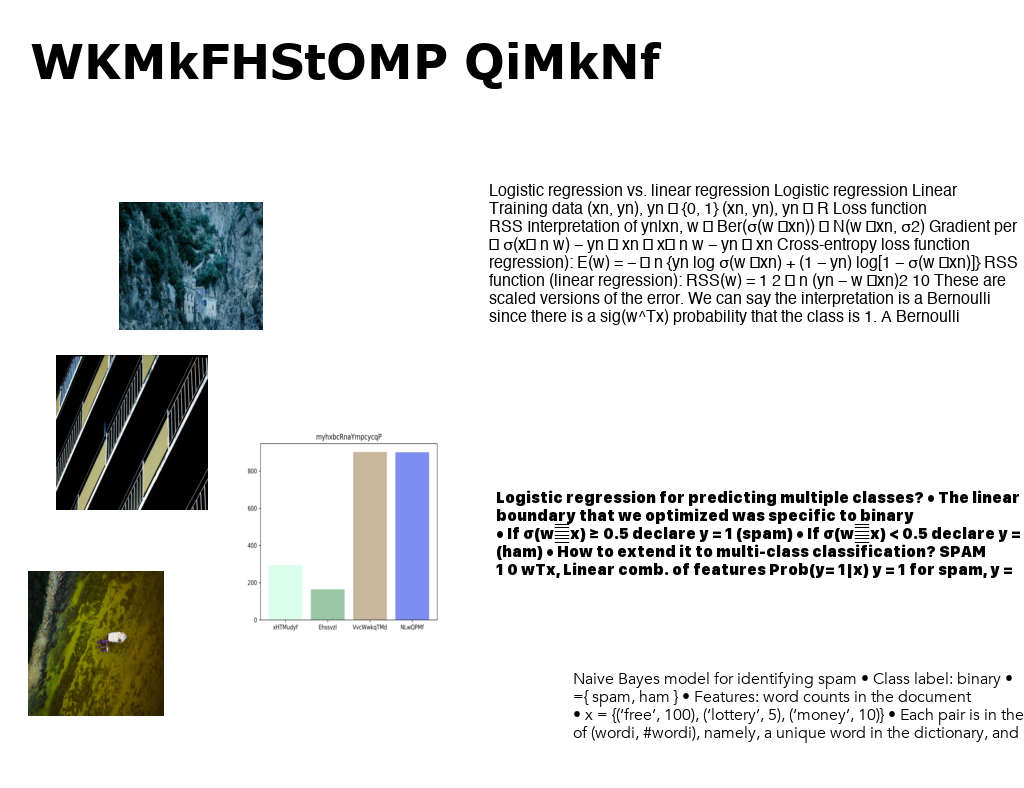 WKMkFHStOMP QiMkNf
Logistic regression vs. linear regression Logistic regression Linear
Training data (xn, yn), yn □ {0, 1} (xn, yn), yn □ R Loss function
RSS Interpretation of yn|xn, w □ Ber(σ(w □xn)) □ N(w □xn, σ2) Gradient per
□ σ(x□ n w) − yn □ xn □ x□ n w − yn □ xn Cross-entropy loss function
regression): E(w) = − □ n {yn log σ(w □xn) + (1 − yn) log[1 − σ(w □xn)]} RSS
function (linear regression): RSS(w) = 1 2 □ n (yn − w □xn)2 10 These are
scaled versions of the error. We can say the interpretation is a Bernoulli
since there is a sig(w^Tx) probability that the class is 1. A Bernoulli
myhxbcRnaYmpcycqP
800
600
400
200
0
xHTMudyf Ehssvzl VvcWwkqTMd NLwQPMf
Logistic regression for predicting multiple classes? • The linear
boundary that we optimized was specific to binary
• If σ(w□x) ≥ 0.5 declare y = 1 (spam) • If σ(w□x) < 0.5 declare y =
(ham) • How to extend it to multi-class classification? SPAM
1 0 wTx, Linear comb. of features Prob(y= 1|x) y = 1 for spam, y =
Naive Bayes model for identifying spam • Class label: binary •
={ spam, ham } • Features: word counts in the document
• x = {(‘free’, 100), (‘lottery’, 5), (‘money’, 10)} • Each pair is in the
of (wordi, #wordi), namely, a unique word in the dictionary, and